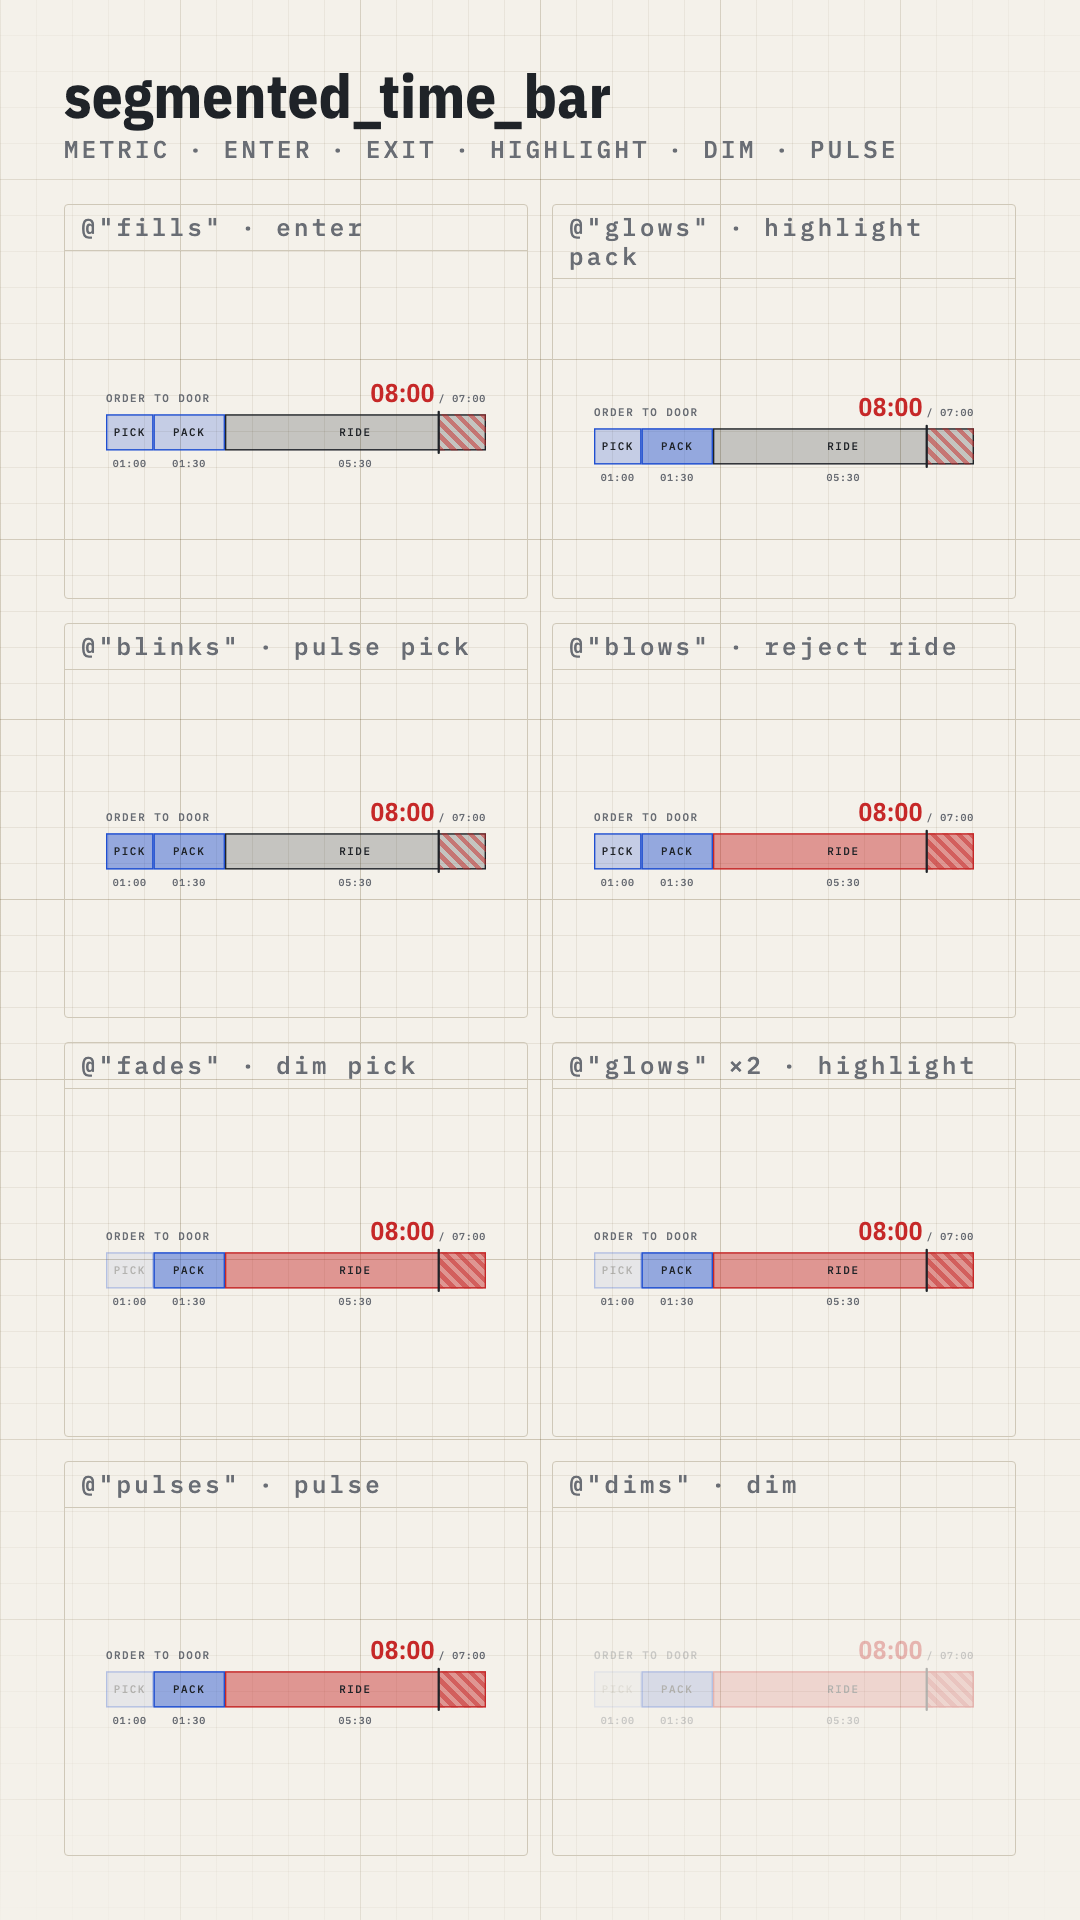 segmented_time_bar
METRIC · ENTER · EXIT · HIGHLIGHT · DIM · PULSE
@"fills" · enter
ORDER TO DOOR 08:00 / 07:00
PICK PACK RIDE
01:00 01:30 05:30
@"glows" · highlight
pack
ORDER TO DOOR 08:00 / 07:00
PICK PACK RIDE
01:00 01:30 05:30
@"blinks" · pulse pick
ORDER TO DOOR 08:00 / 07:00
PICK PACK RIDE
01:00 01:30 05:30
@"blows" · reject ride
ORDER TO DOOR 08:00 / 07:00
PICK PACK RIDE
01:00 01:30 05:30
@"fades" · dim pick
ORDER TO DOOR 08:00 / 07:00
PICK PACK RIDE
01:00 01:30 05:30
@"glows" ×2 · highlight
ORDER TO DOOR 08:00 / 07:00
PICK PACK RIDE
01:00 01:30 05:30
@"pulses" · pulse
ORDER TO DOOR 08:00 / 07:00
PICK PACK RIDE
01:00 01:30 05:30
@"dims" · dim
ORDER TO DOOR 08:00 / 07:00
PICK PACK RIDE
01:00 01:30 05:30